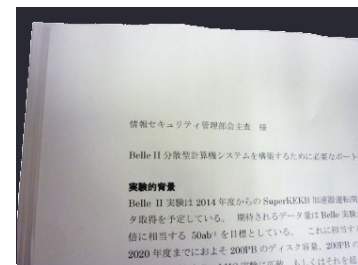 情報セキュリティ管理部会主査 様
Belle II 分散型計算機システムを構築するために必要なポート
実験的背景
Belle II 実験は 2014 年度からの SuperKEKB 加速器運転開
タ取得を予定している。 期待されるデータ量は Belle 実験
倍に相当する 50ab⁻¹ を目標としている。 これに相当す
2020 年度までにおよそ 200PB のディスク容量、200PB の